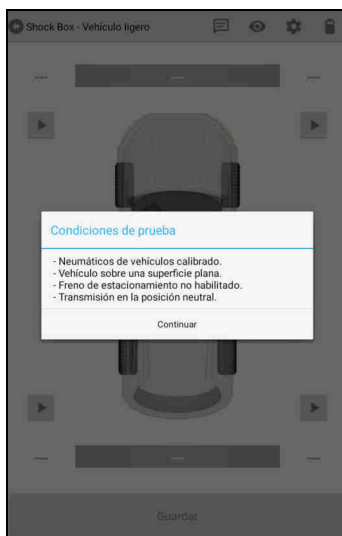 Shock Box - Vehículo ligero
Condiciones de prueba
- Neumáticos de vehículos calibrado.
- Vehículo sobre una superficie plana.
- Freno de estacionamiento no habilitado.
- Transmisión en la posición neutral.
Continuar
Guardar